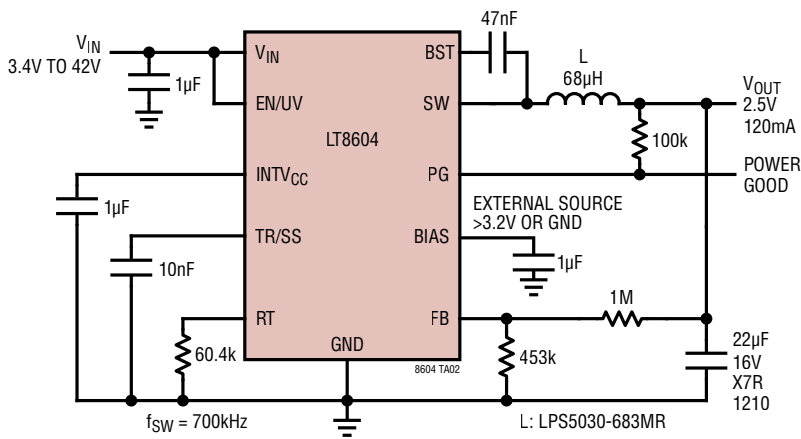 47nF
V_IN
3.4V TO 42V
1µF
V_IN
EN/UV
INTV_CC
TR/SS
RT
LT8604
GND
BST
SW
PG
BIAS
FB
8604 TA02
L
68µH
V_OUT
2.5V
120mA
100k
POWER
GOOD
EXTERNAL SOURCE
>3.2V OR GND
1µF
1µF
10nF
60.4k
1M
453k
22µF
16V
X7R
1210
f_SW = 700kHz
L: LPS5030-683MR